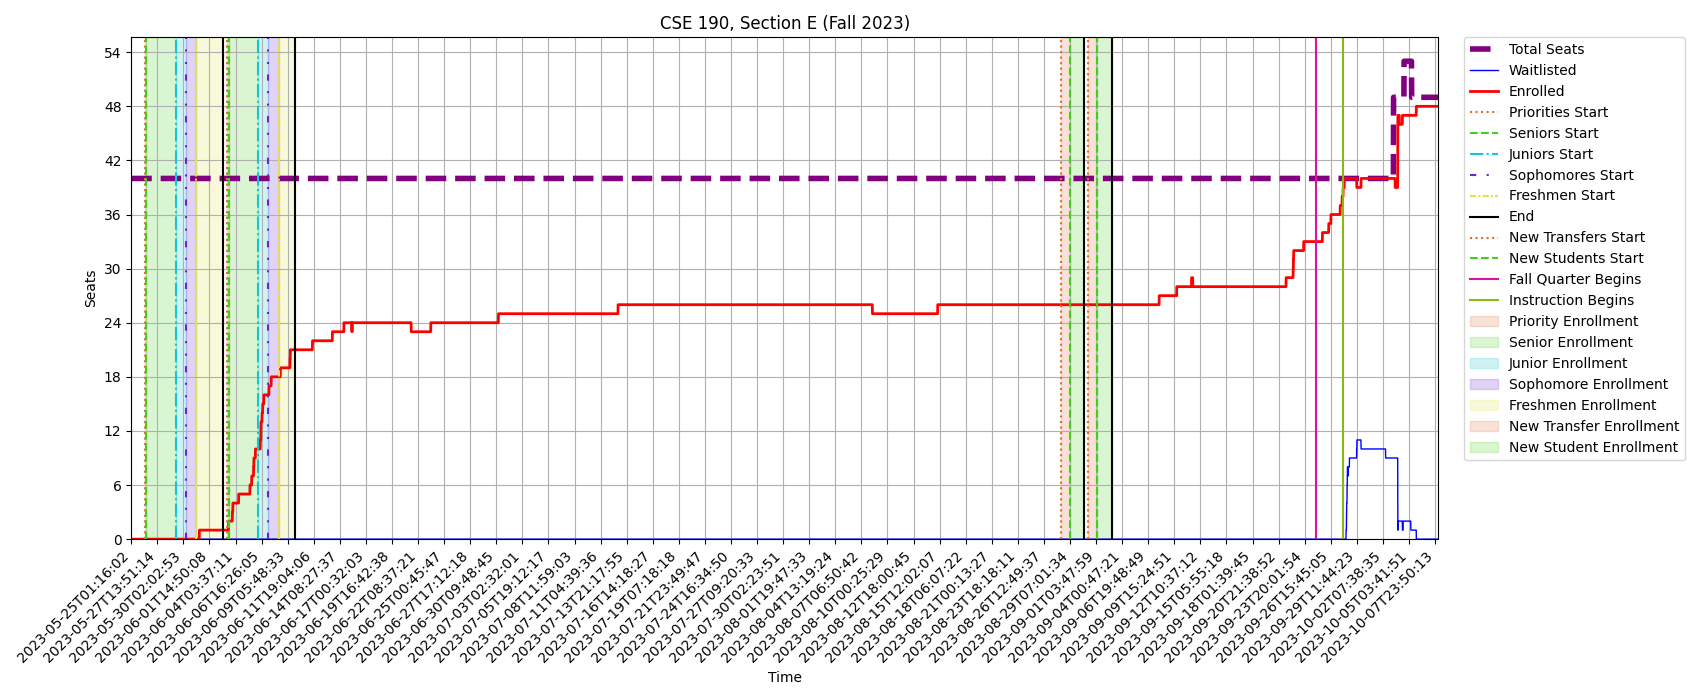 CSE 190, Section E (Fall 2023)
54
48
42
36
30
24
18
12
6
0
Seats
2023-05-25T01:16:02
2023-05-27T13:51:14
2023-05-30T02:02:53
2023-06-01T14:50:08
2023-06-04T03:37:11
2023-06-06T16:26:05
2023-06-09T05:48:33
2023-06-11T19:04:06
2023-06-14T08:27:37
2023-06-17T00:32:03
2023-06-19T16:42:38
2023-06-22T08:37:21
2023-06-25T00:45:47
2023-06-27T17:12:18
2023-06-30T09:48:45
2023-07-03T02:32:01
2023-07-05T19:12:17
2023-07-08T11:59:03
2023-07-11T04:39:36
2023-07-13T21:17:55
2023-07-16T14:18:27
2023-07-19T07:18:18
2023-07-21T23:49:47
2023-07-24T16:34:50
2023-07-27T09:20:33
2023-07-30T02:23:51
2023-08-01T19:47:33
2023-08-04T13:19:24
2023-08-07T06:50:42
2023-08-10T00:25:29
2023-08-12T18:00:45
2023-08-15T12:02:07
2023-08-18T06:07:22
2023-08-21T00:13:27
2023-08-23T18:18:11
2023-08-26T12:49:37
2023-08-29T07:01:34
2023-09-01T03:47:59
2023-09-04T00:47:21
2023-09-06T19:48:49
2023-09-09T15:24:51
2023-09-12T10:37:12
2023-09-15T05:55:18
2023-09-18T01:39:45
2023-09-20T21:38:52
2023-09-23T20:01:54
2023-09-26T15:45:05
2023-09-29T11:44:23
2023-10-02T07:38:35
2023-10-05T03:41:51
2023-10-07T23:50:13
Time
Total Seats
Waitlisted
Enrolled
Priorities Start
Seniors Start
Juniors Start
Sophomores Start
Freshmen Start
End
New Transfers Start
New Students Start
Fall Quarter Begins
Instruction Begins
Priority Enrollment
Senior Enrollment
Junior Enrollment
Sophomore Enrollment
Freshmen Enrollment
New Transfer Enrollment
New Student Enrollment